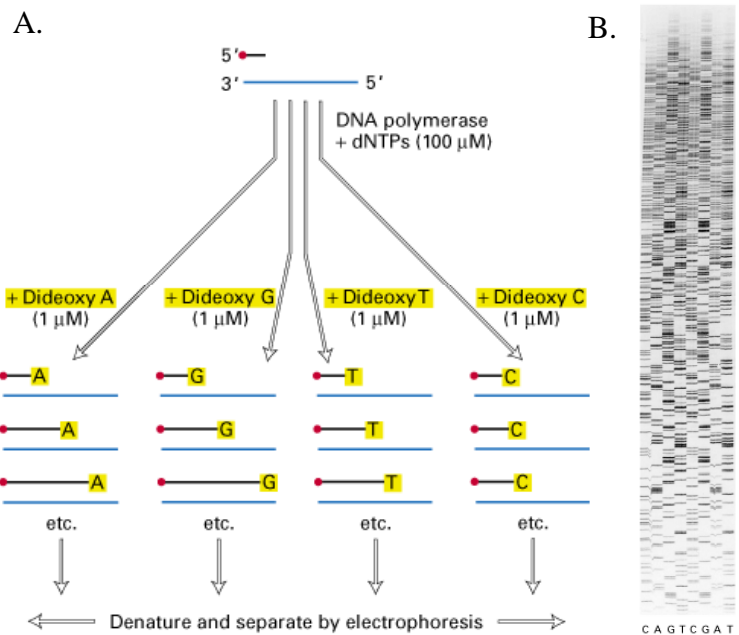 A.
B.
5′
3′ 5′
DNA polymerase
+ dNTPs (100 μM)
+ Dideoxy A + Dideoxy G + Dideoxy T + Dideoxy C
(1 μM) (1 μM) (1 μM) (1 μM)
A G T C
A G T C
A G T C
etc. etc. etc. etc.
Denature and separate by electrophoresis
C A G T C G A T